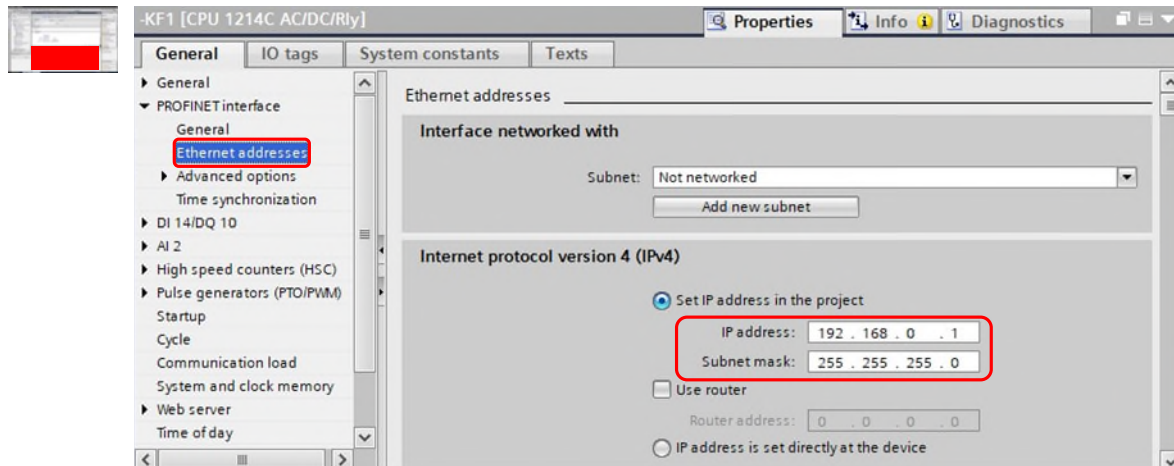 -KF1 [CPU 1214C AC/DC/Rly]
Properties
Info
Diagnostics
General
IO tags
System constants
Texts
General
PROFINET interface
General
Ethernet addresses
Advanced options
Time synchronization
DI 14/DQ 10
AI 2
High speed counters (HSC)
Pulse generators (PTO/PWM)
Startup
Cycle
Communication load
System and clock memory
Web server
Time of day
Ethernet addresses
Interface networked with
Subnet: Not networked
Add new subnet
Internet protocol version 4 (IPv4)
Set IP address in the project
IP address: 192 . 168 . 0 . 1
Subnet mask: 255 . 255 . 255 . 0
Use router
Router address: 0 . 0 . 0 . 0
IP address is set directly at the device